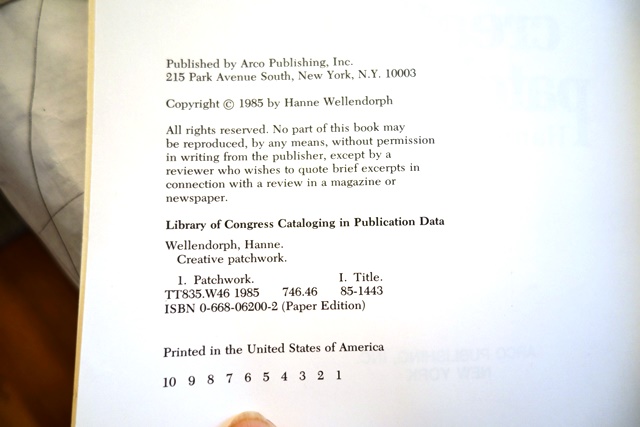 Published by Arco Publishing, Inc.
215 Park Avenue South, New York, N.Y. 10003
Copyright © 1985 by Hanne Wellendorph
All rights reserved. No part of this book may
be reproduced, by any means, without permission
in writing from the publisher, except by a
reviewer who wishes to quote brief excerpts in
connection with a review in a magazine or
newspaper.
Library of Congress Cataloging in Publication Data
Wellendorph, Hanne.
Creative patchwork.
1. Patchwork. I. Title.
TT835.W46 1985 746.46 85-1443
ISBN 0-668-06200-2 (Paper Edition)
Printed in the United States of America
10 9 8 7 6 5 4 3 2 1